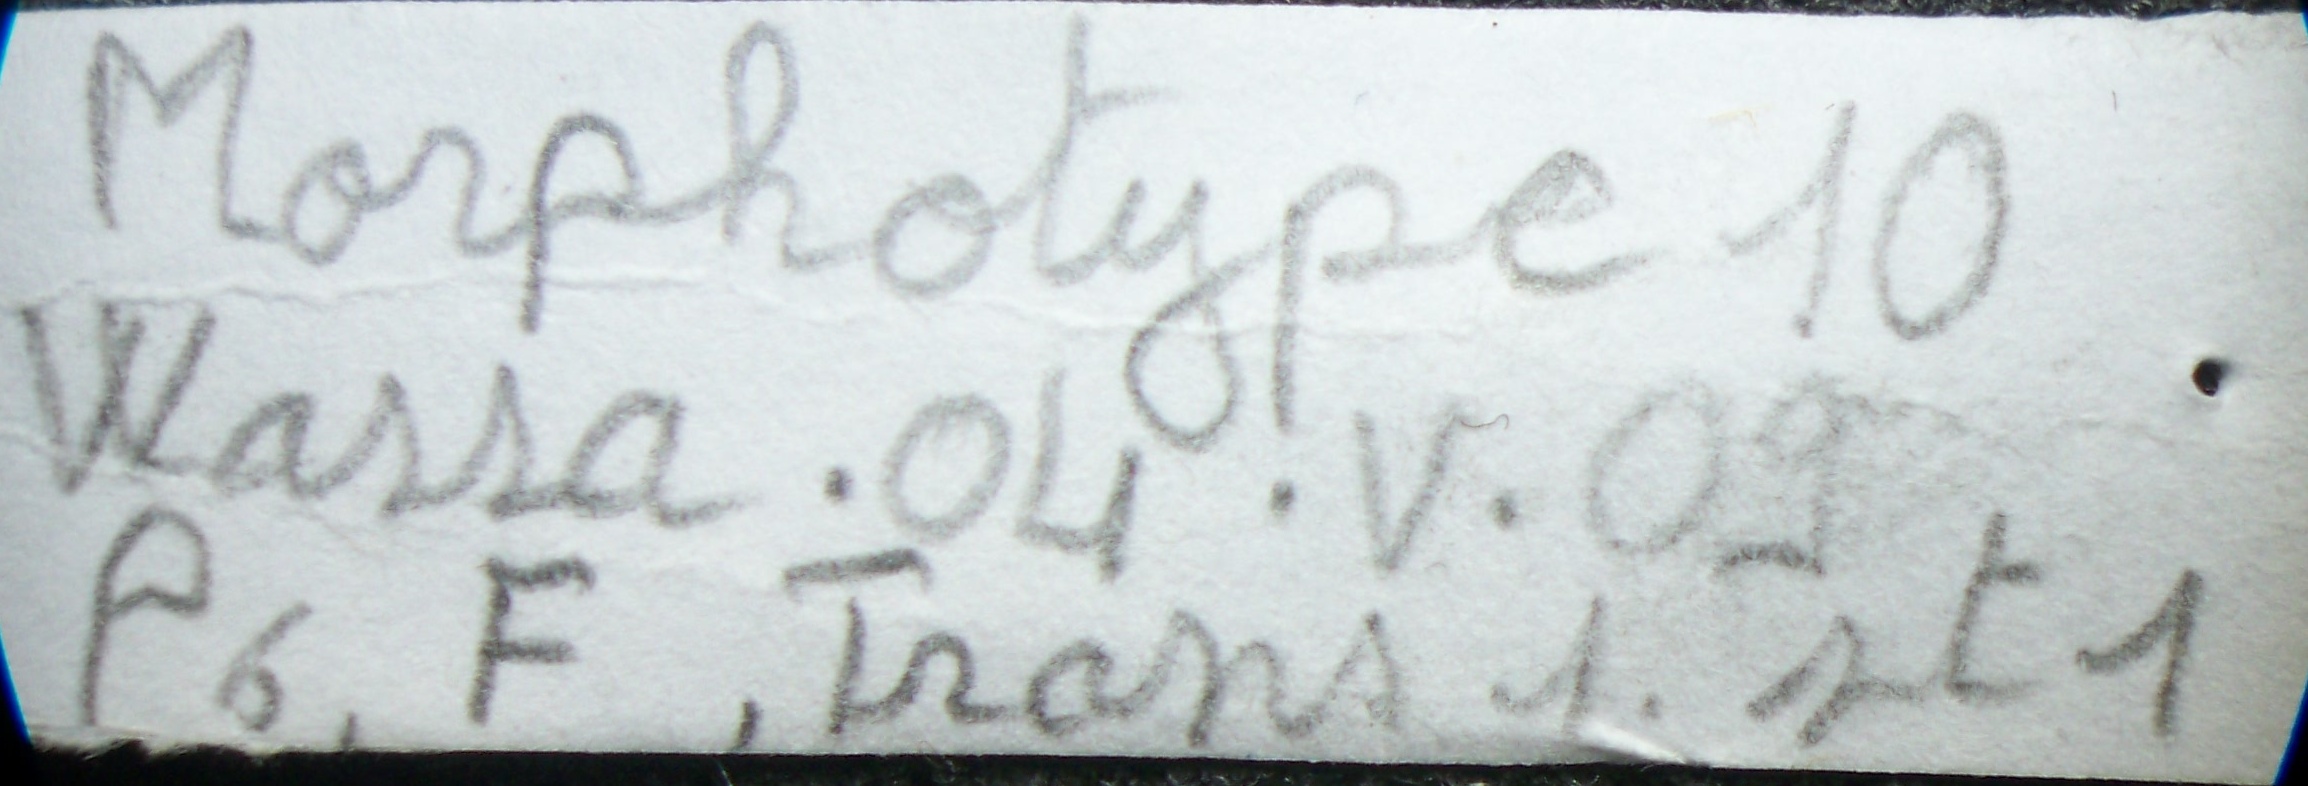 Morphotype 10
Wassa . 04 . V . 09
P6, F , Trans 1. st 1